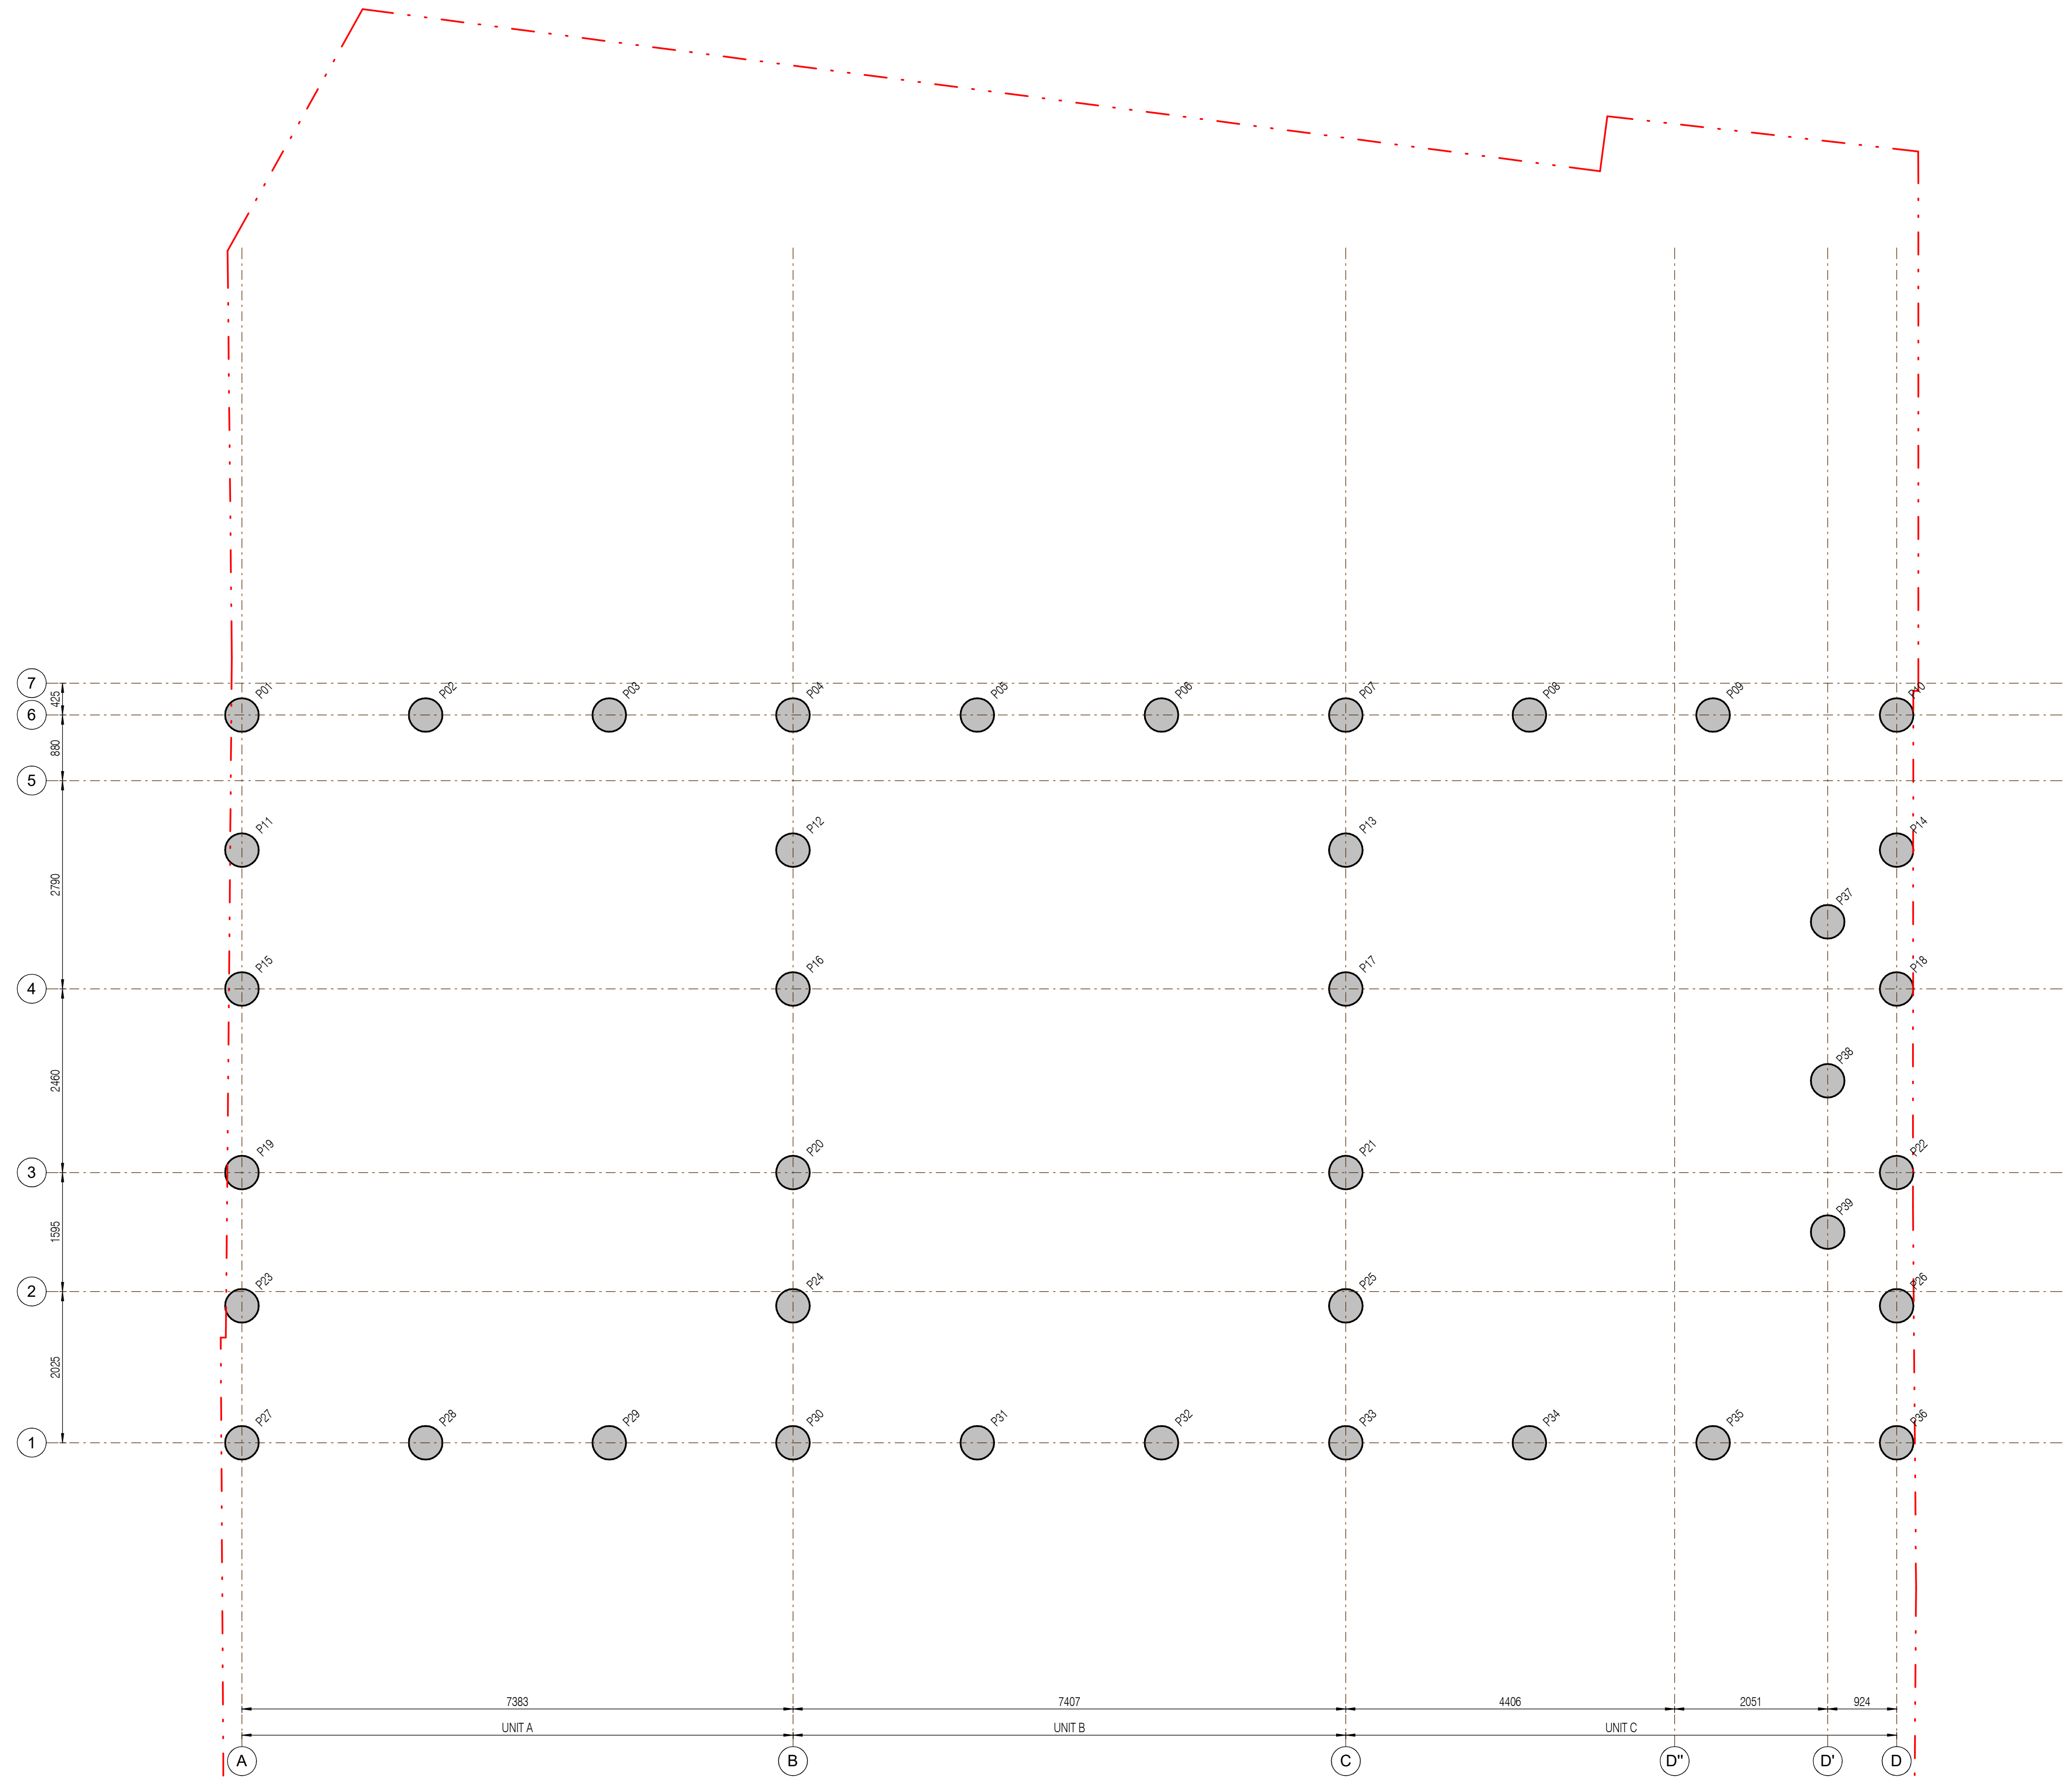 7
425
P01 P02 P03 P04 P05 P06 P07 P08 P09 P10
6
880
5
P11 P12 P13 P14
2790
P37
P15 P16 P17 P18
4
2460
P38
P19 P20 P21 P22
3
1595
P39
P23 P24 P25 P26
2
2025
P27 P28 P29 P30 P31 P32 P33 P34 P35 P36
1
7383 7407 4406 2051 924
UNIT A UNIT B UNIT C
A B C D" D' D